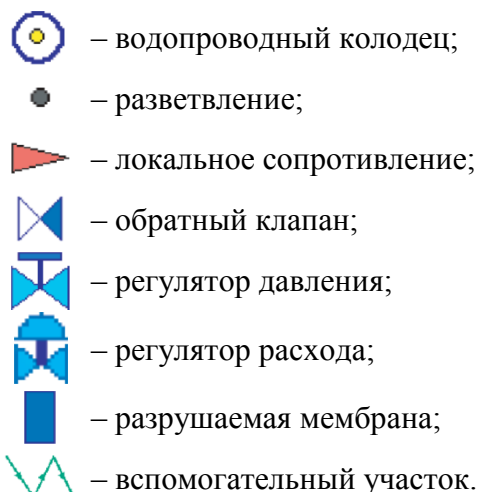 – водопроводный колодец;
– разветвление;
– локальное сопротивление;
– обратный клапан;
– регулятор давления;
– регулятор расхода;
– разрушаемая мембрана;
– вспомогательный участок.